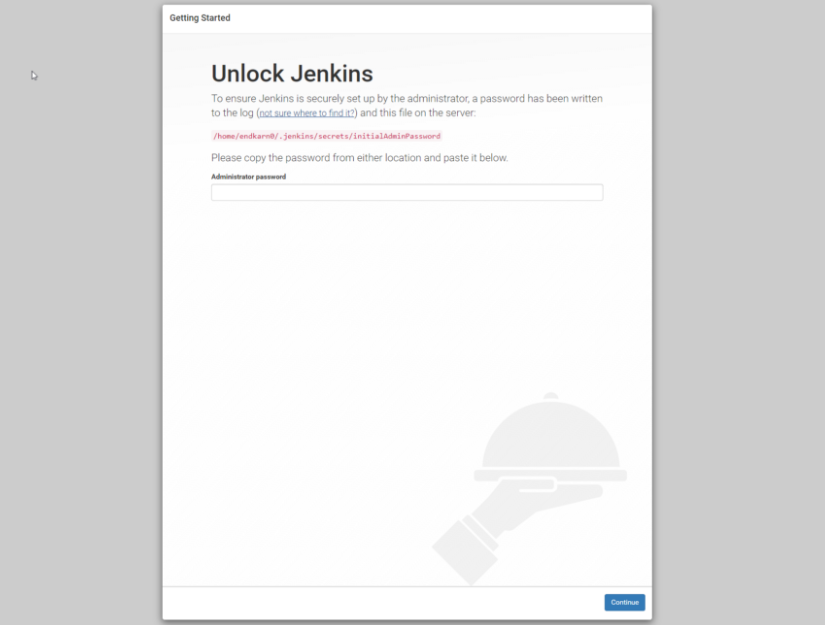 Getting Started
Unlock Jenkins
To ensure Jenkins is securely set up by the administrator, a password has been written
to the log (not sure where to find it?) and this file on the server:
/home/endkarn0/.jenkins/secrets/initialAdminPassword
Please copy the password from either location and paste it below.
Administrator password
Continue